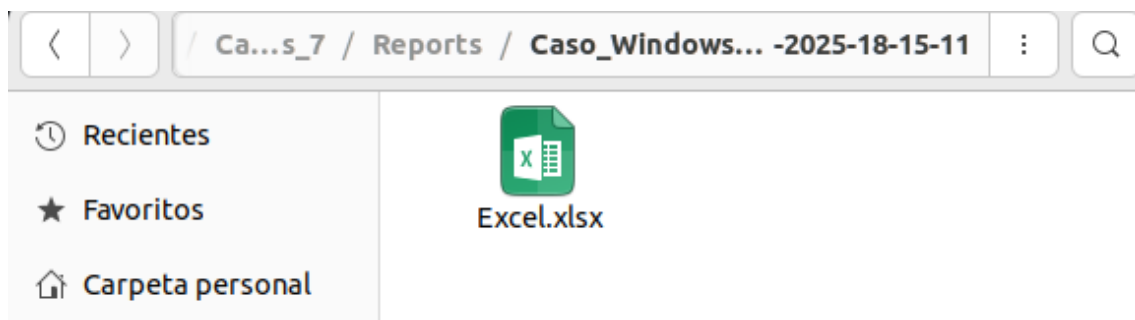 / Ca...s_7 / Reports / Caso_Windows... -2025-18-15-11
Recientes
Favoritos
Carpeta personal
X
Excel.xlsx